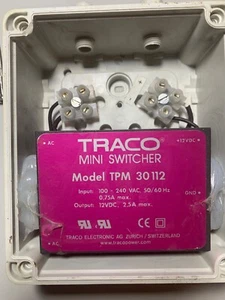 AC
+12VDC
TRACO
MINI SWITCHER
Model TPM 30112
Input: 100 - 240 VAC, 50/60 Hz
0,75A max.
Output: 12VDC, 2,5A max.
AC
GND
TRACO ELECTRONIC AG, ZURICH / SWITZERLAND
www.tracopower.com